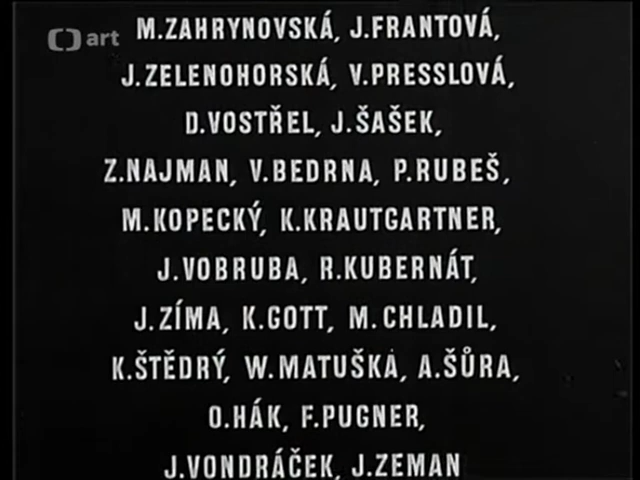 art
M.ZAHRYNOVSKÁ, J.FRANTOVÁ,
J.ZELENOHORSKÁ, V.PRESSLOVÁ,
D.VOSTŘEL, J.ŠAŠEK,
Z.NAJMAN, V.BEDRNA, P.RUBEŠ,
M.KOPECKÝ, K.KRAUTGARTNER,
J.VOBRUBA, R.KUBERNÁT,
J.ZÍMA, K.GOTT, M.CHLADIL,
K.ŠTĚDRÝ, W.MATUŠKA, A.ŠŮRA,
O.HÁK, F.PUGNER,
J.VONDRÁČEK, J.ZEMAN